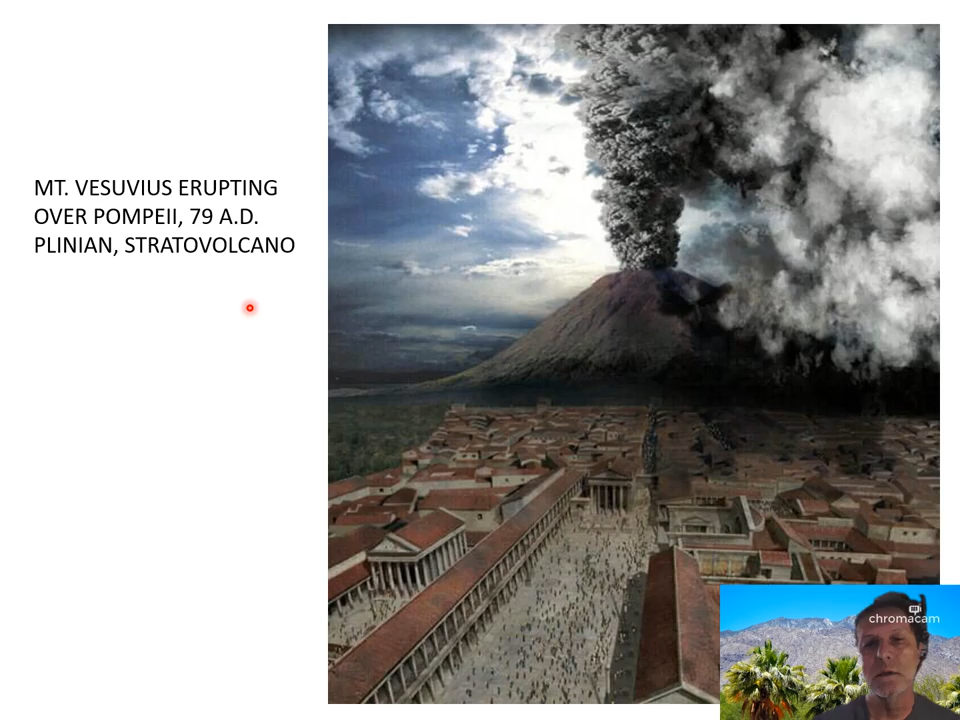 MT. VESUVIUS ERUPTING
OVER POMPEII, 79 A.D.
PLINIAN, STRATOVOLCANO
chromacam